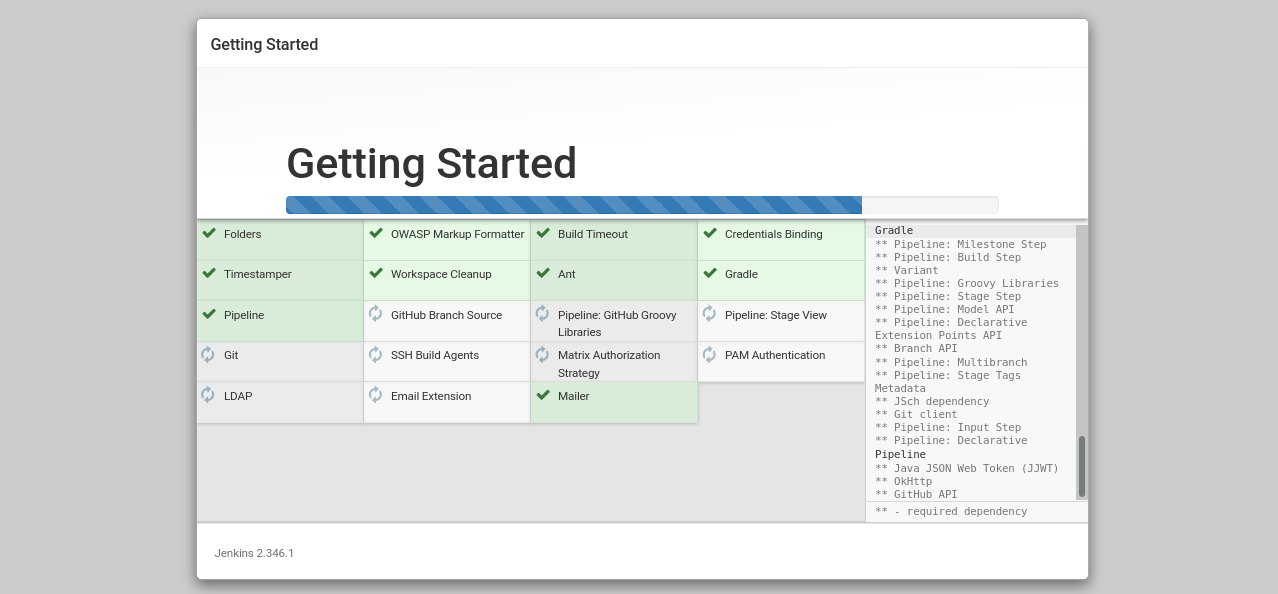 Getting Started
Getting Started
Folders
OWASP Markup Formatter
Build Timeout
Credentials Binding
Timestamper
Workspace Cleanup
Ant
Gradle
Pipeline
GitHub Branch Source
Pipeline: GitHub Groovy
Libraries
Pipeline: Stage View
Git
SSH Build Agents
Matrix Authorization
Strategy
PAM Authentication
LDAP
Email Extension
Mailer
Gradle
** Pipeline: Milestone Step
** Pipeline: Build Step
** Variant
** Pipeline: Groovy Libraries
** Pipeline: Stage Step
** Pipeline: Model API
** Pipeline: Declarative
Extension Points API
** Branch API
** Pipeline: Multibranch
** Pipeline: Stage Tags
Metadata
** JSch dependency
** Git client
** Pipeline: Input Step
** Pipeline: Declarative
Pipeline
** Java JSON Web Token (JJWT)
** OkHttp
** GitHub API
** - required dependency
Jenkins 2.346.1